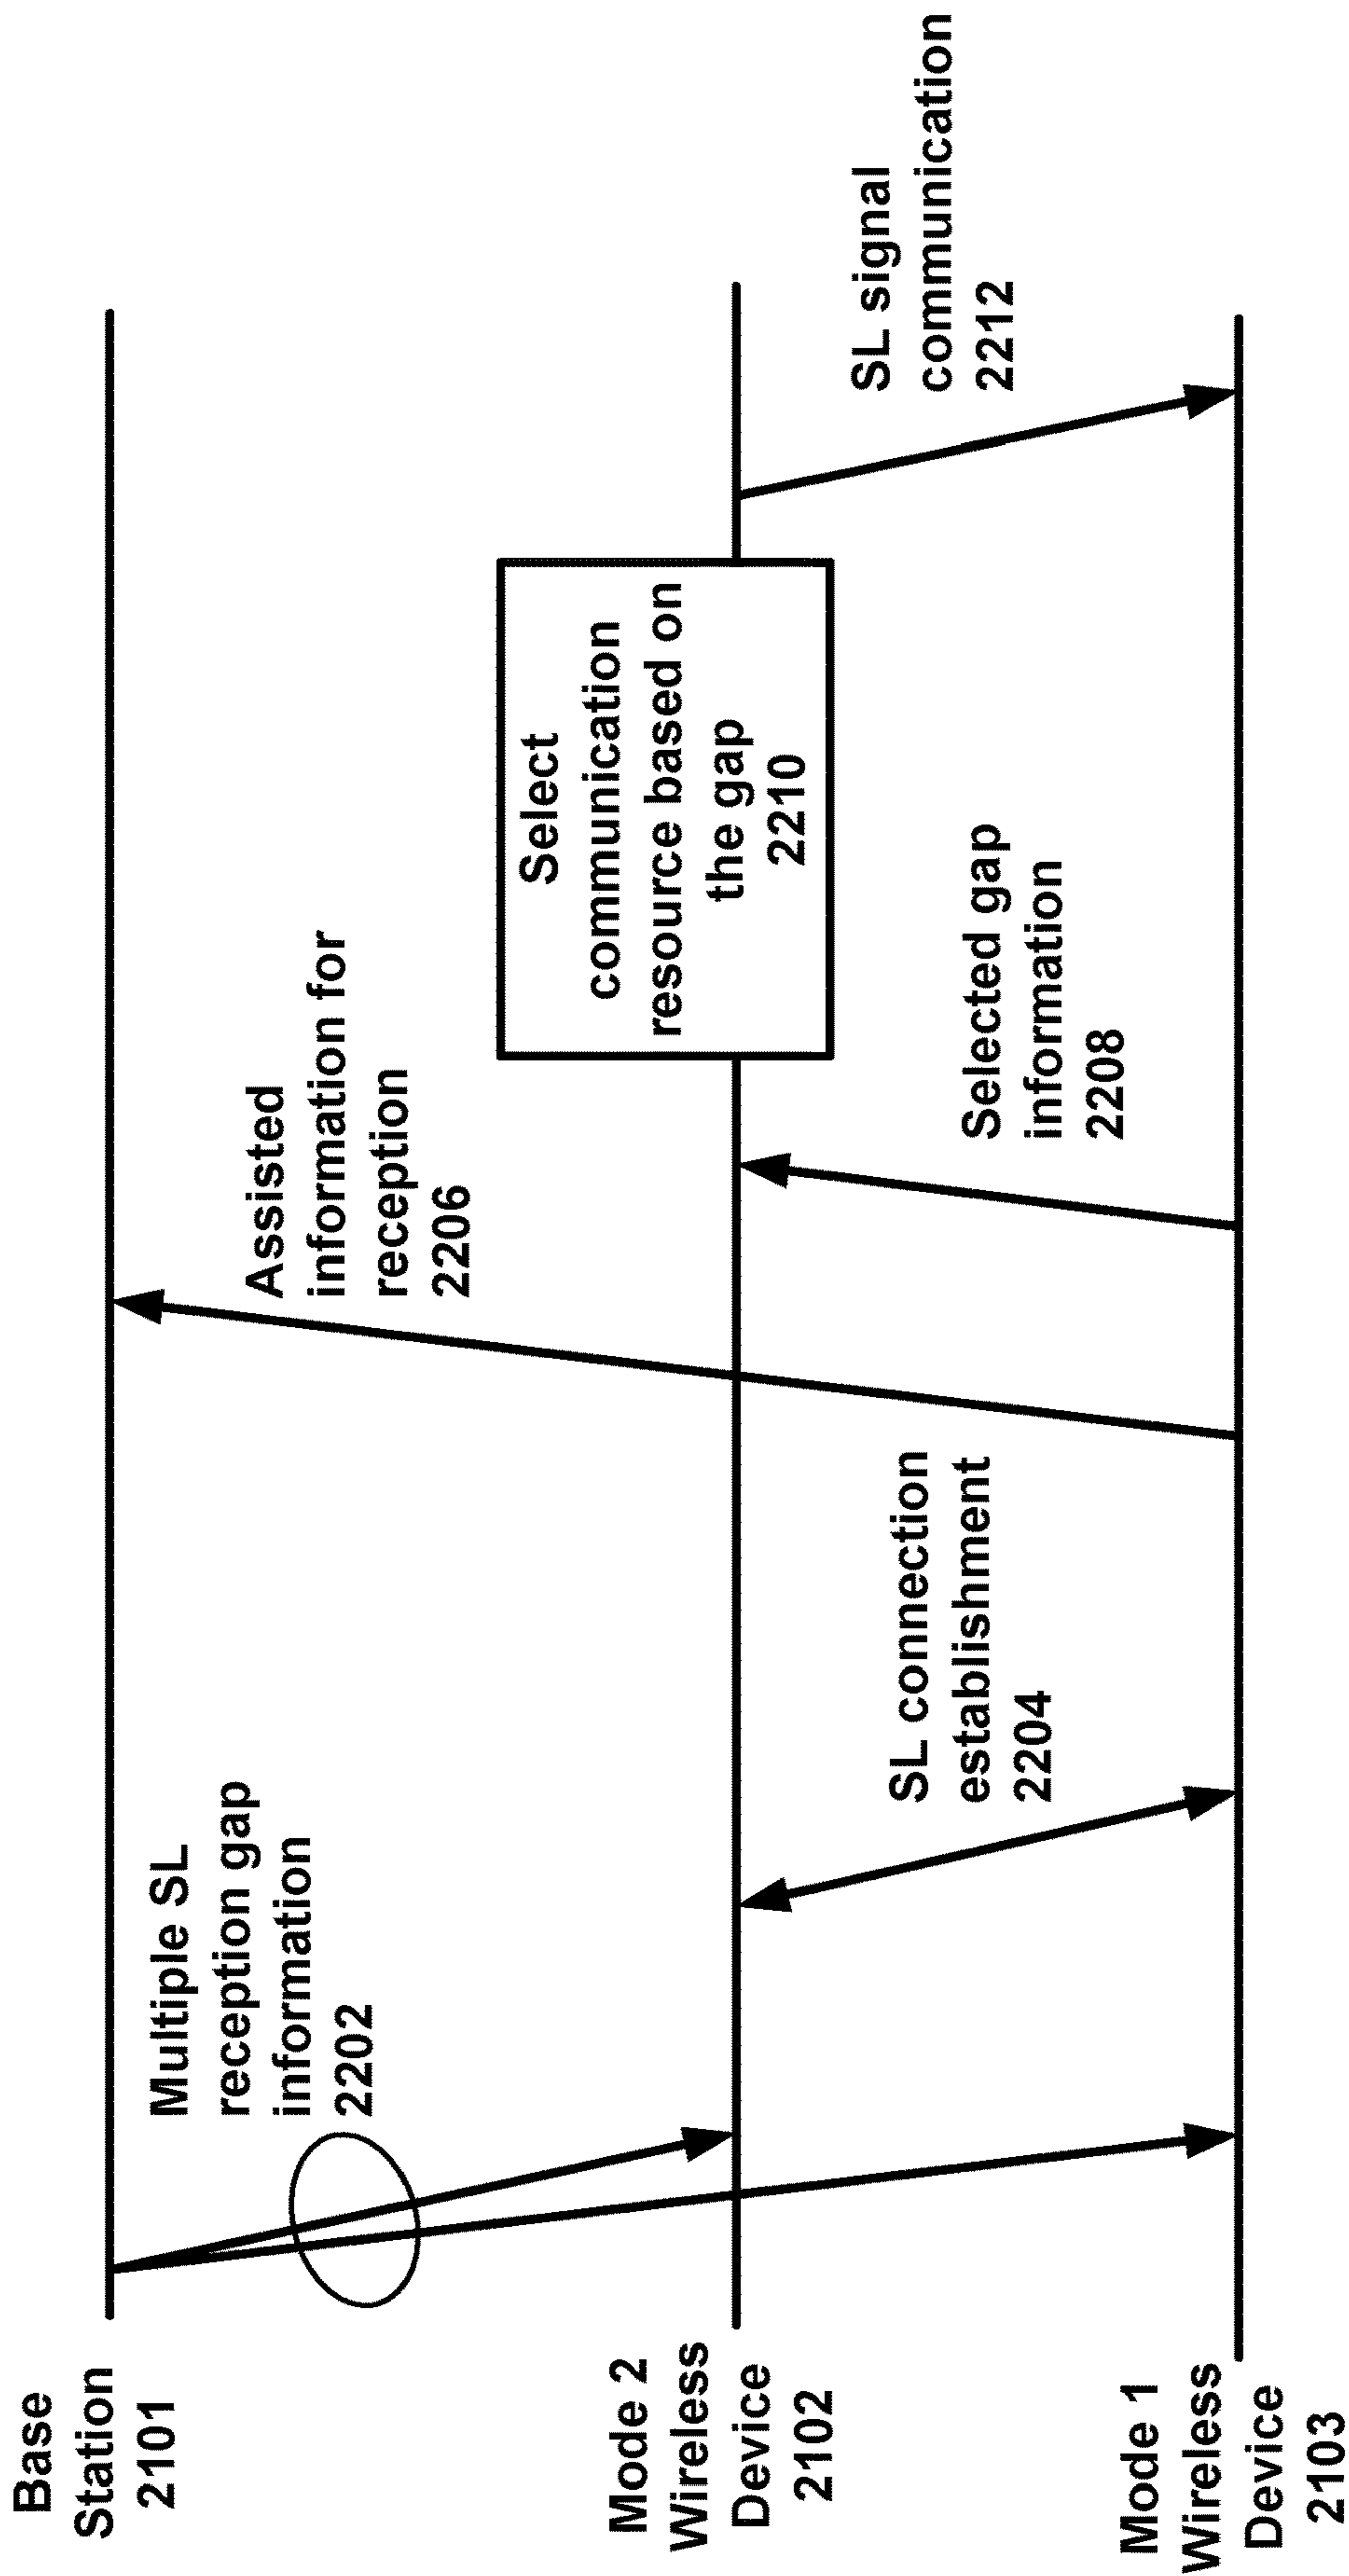 Base
Station
2101
Mode 2
Wireless
Device
2102
Mode 1
Wireless
Device
2103
Multiple SL
reception gap
information
2202
SL connection
establishment
2204
Assisted
information for
reception
2206
Selected gap
information
2208
Select
communication
resource based on
the gap
2210
SL signal
communication
2212